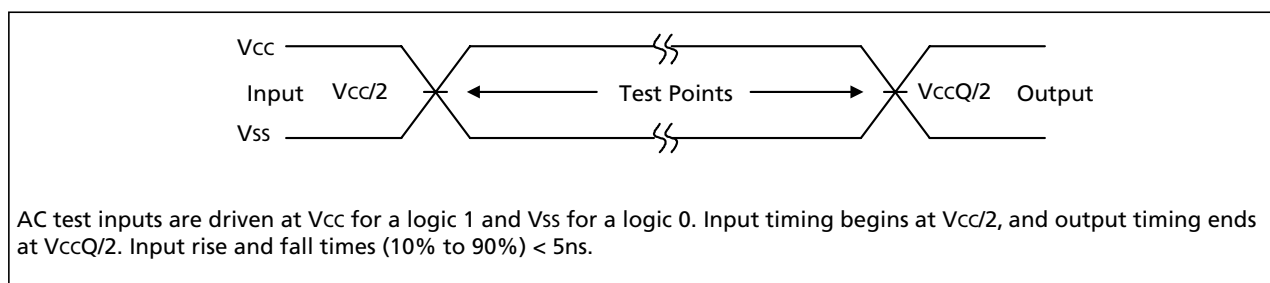 Vcc
Input Vcc/2 Test Points VccQ/2 Output
Vss
AC test inputs are driven at Vcc for a logic 1 and Vss for a logic 0. Input timing begins at Vcc/2, and output timing ends
at VccQ/2. Input rise and fall times (10% to 90%) < 5ns.